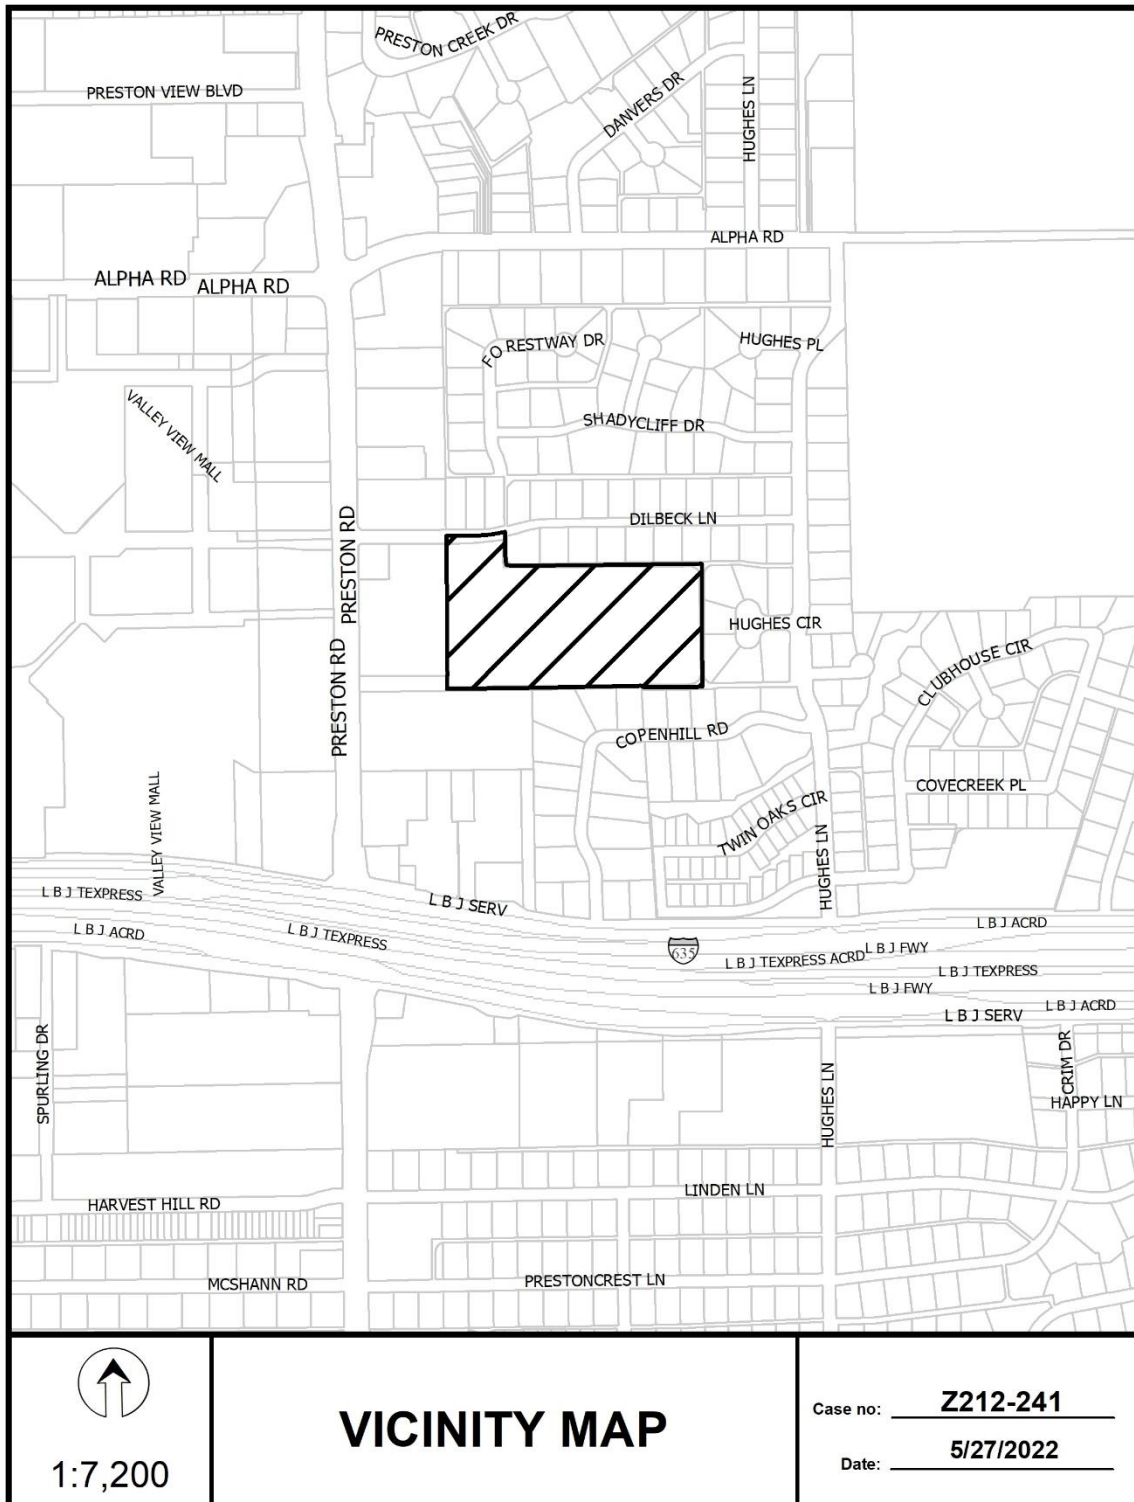 PRESTON CREEK DR
PRESTON VIEW BLVD
DANVERS DR
HUGHES LN
ALPHA RD
ALPHA RD
ALPHA RD
FO RESTWAY DR
HUGHES PL
VALLEY VIEW MALL
SHADYCLIFF DR
DILBECK LN
PRESTON RD
HUGHES CIR
PRESTON RD
CLUBHOUSE CIR
COPENHILL RD
COVECREEK PL
TWIN OAKS CIR
VALLEY VIEW MALL
HUGHES LN
L B J TEXPRESS
L B J SERV
L B J ACRD
L B J ACRD
L B J TEXPRESS
635
L B J FWY
L B J TEXPRESS ACRD
L B J TEXPRESS
L B J FWY
L B J ACRD
L B J SERV
SPURLING DR
CRIM DR
HUGHES LN
HAPPY LN
LINDEN LN
HARVEST HILL RD
PRESTONCREST LN
MCSHANN RD
1:7,200
VICINITY MAP
Case no: Z212-241
Date: 5/27/2022